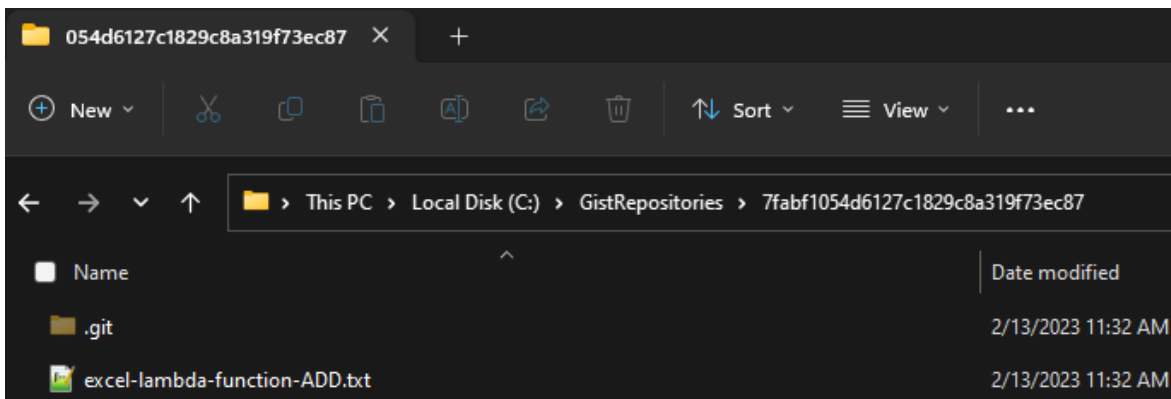 054d6127c1829c8a319f73ec87
New Sort View
This PC > Local Disk (C:) > GistRepositories > 7fabf1054d6127c1829c8a319f73ec87
Name Date modified
.git 2/13/2023 11:32 AM
excel-lambda-function-ADD.txt 2/13/2023 11:32 AM